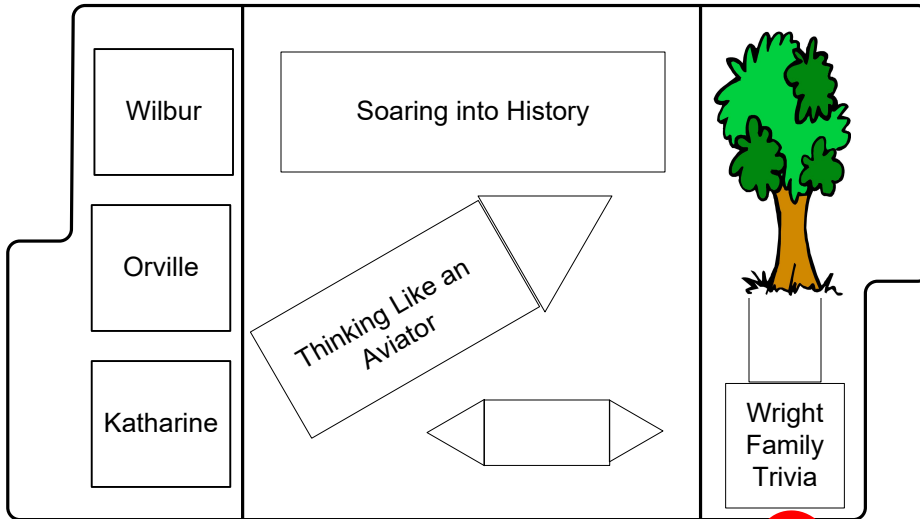 Wilbur
Soaring into History
Orville
Thinking Like an
Aviator
Katharine
Wright
Family
Trivia